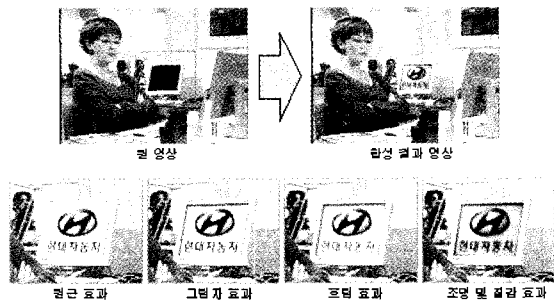 원 영상
합성 결과 영상
현대자동차
현대자동차
현대자동차
현대자동차
현대자동차
원근 효과
그림자 효과
흐림 효과
조명 및 질감 효과